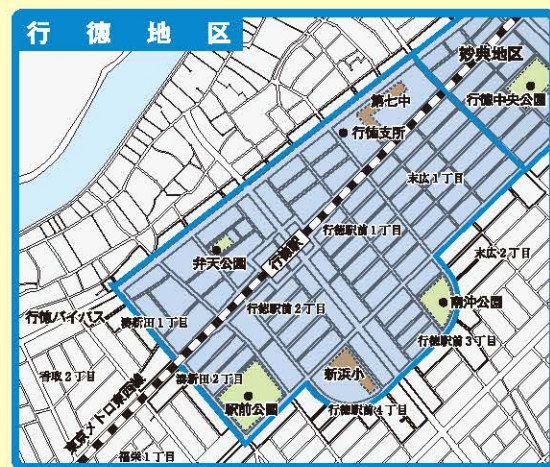 行徳地区
妙典地区
第七中
行徳中央公園
行徳支所
末広1丁目
行徳駅前1丁目
末広2丁目
弁天公園
行徳駅
南沖公園
行徳バイパス
湊新田1丁目
行徳駅前2丁目
行徳駅前3丁目
香取2丁目
東京メトロ東西線
湊新田2丁目
新浜小
駅前公園
行徳駅前4丁目
福栄1丁目